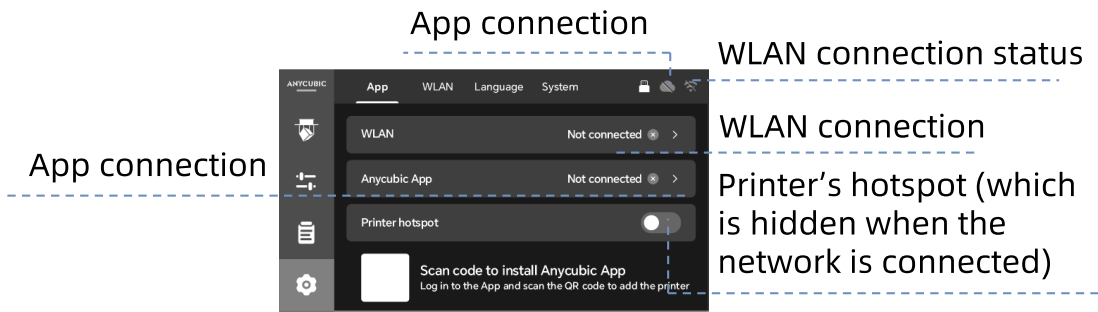 App connection
WLAN connection status
ANYCUBIC
App WLAN Language System
WLAN Not connected
WLAN connection
App connection
Anycubic App Not connected
Printer hotspot
Printer’s hotspot (which
is hidden when the
network is connected)
Scan code to install Anycubic App
Log in to the App and scan the QR code to add the printer